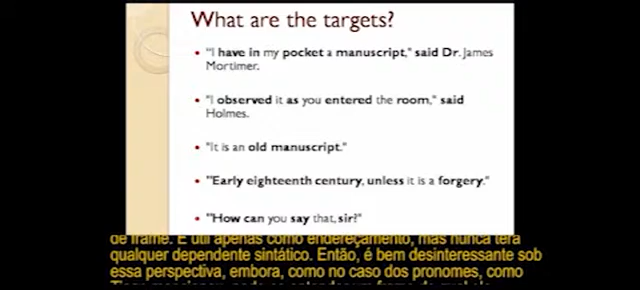 What are the targets?
"I have in my pocket a manuscript," said Dr. James
Mortimer.
"I observed it as you entered the room," said
Holmes.
"It is an old manuscript."
"Early eighteenth century, unless it is a forgery."
"How can you say that, sir?"
de frame. É útil apenas como endereçamento, mas nunca terá
qualquer dependente sintático. Então, é bem desinteressante sob
essa perspectiva, embora, como no caso dos pronomes, como